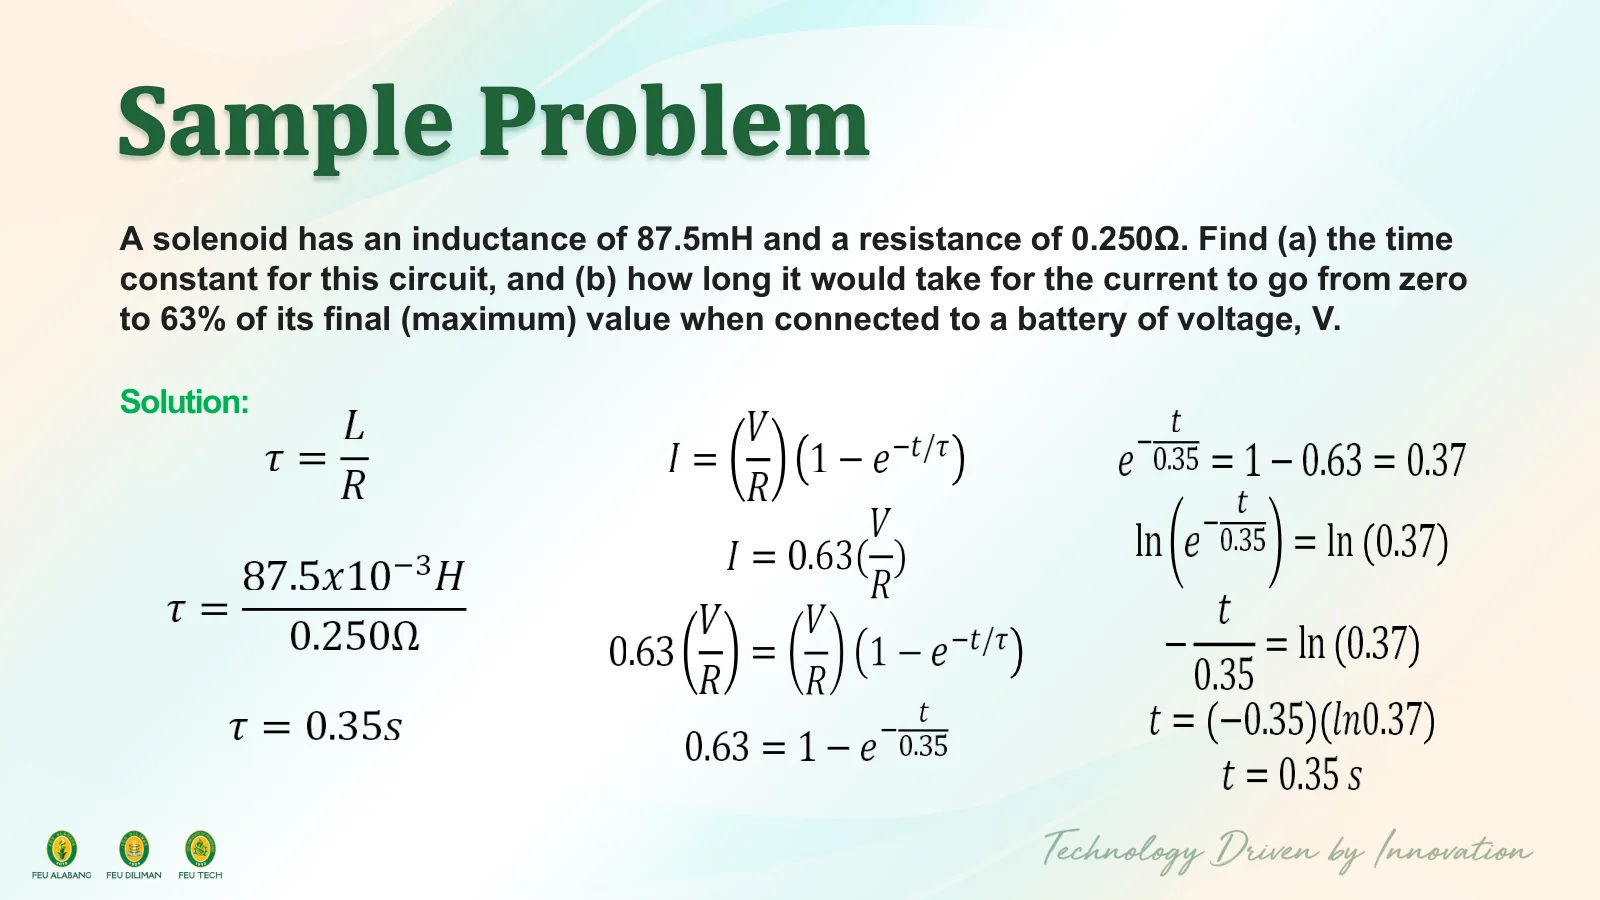 Sample Problem
A solenoid has an inductance of 87.5mH and a resistance of 0.250Ω. Find (a) the time
constant for this circuit, and (b) how long it would take for the current to go from zero
to 63% of its final (maximum) value when connected to a battery of voltage, V.
Solution:
τ = L/R
τ = 87.5x10⁻³H/0.250Ω
τ = 0.35s
I = (V/R)(1 − e^(−t/τ))
I = 0.63(V/R)
0.63(V/R) = (V/R)(1 − e^(−t/τ))
0.63 = 1 − e^(−t/0.35)
e^(−t/0.35) = 1 − 0.63 = 0.37
ln(e^(−t/0.35)) = ln (0.37)
−t/0.35 = ln (0.37)
t = (−0.35)(ln0.37)
t = 0.35 s
FEU ALABANG FEU DILIMAN FEU TECH
Technology Driven by Innovation